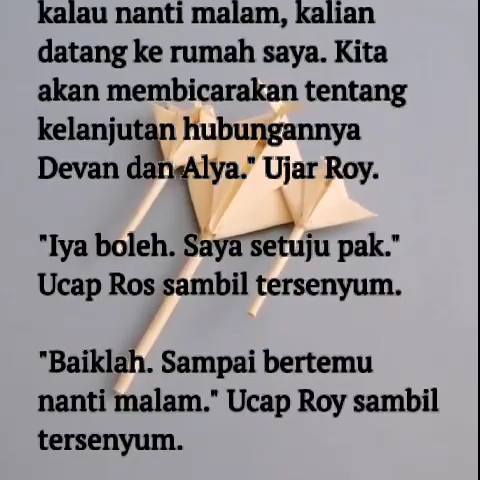 kalau nanti malam, kalian
datang ke rumah saya. Kita
akan membicarakan tentang
kelanjutan hubungannya
Devan dan Alya." Ujar Roy.
"Iya boleh. Saya setuju pak."
Ucap Ros sambil tersenyum.
"Baiklah. Sampai bertemu
nanti malam." Ucap Roy sambil
tersenyum.